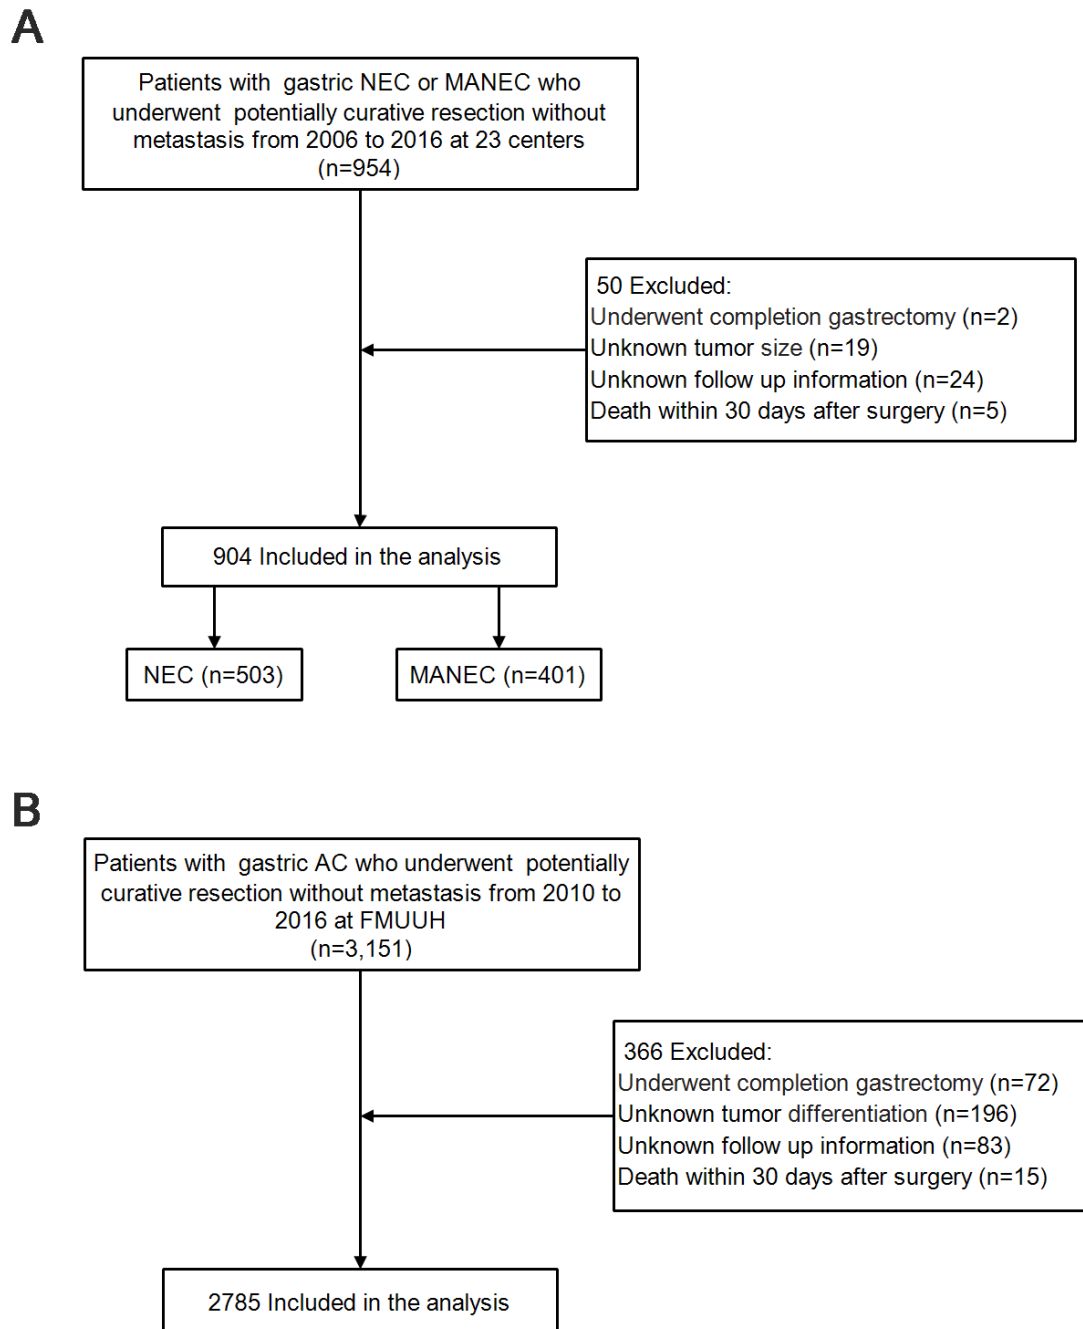 A
Patients with gastric NEC or MANEC who
underwent potentially curative resection without
metastasis from 2006 to 2016 at 23 centers
(n=954)
50 Excluded:
Underwent completion gastrectomy (n=2)
Unknown tumor size (n=19)
Unknown follow up information (n=24)
Death within 30 days after surgery (n=5)
904 Included in the analysis
NEC (n=503)
MANEC (n=401)
B
Patients with gastric AC who underwent potentially
curative resection without metastasis from 2010 to
2016 at FMUUH
(n=3,151)
366 Excluded:
Underwent completion gastrectomy (n=72)
Unknown tumor differentiation (n=196)
Unknown follow up information (n=83)
Death within 30 days after surgery (n=15)
2785 Included in the analysis